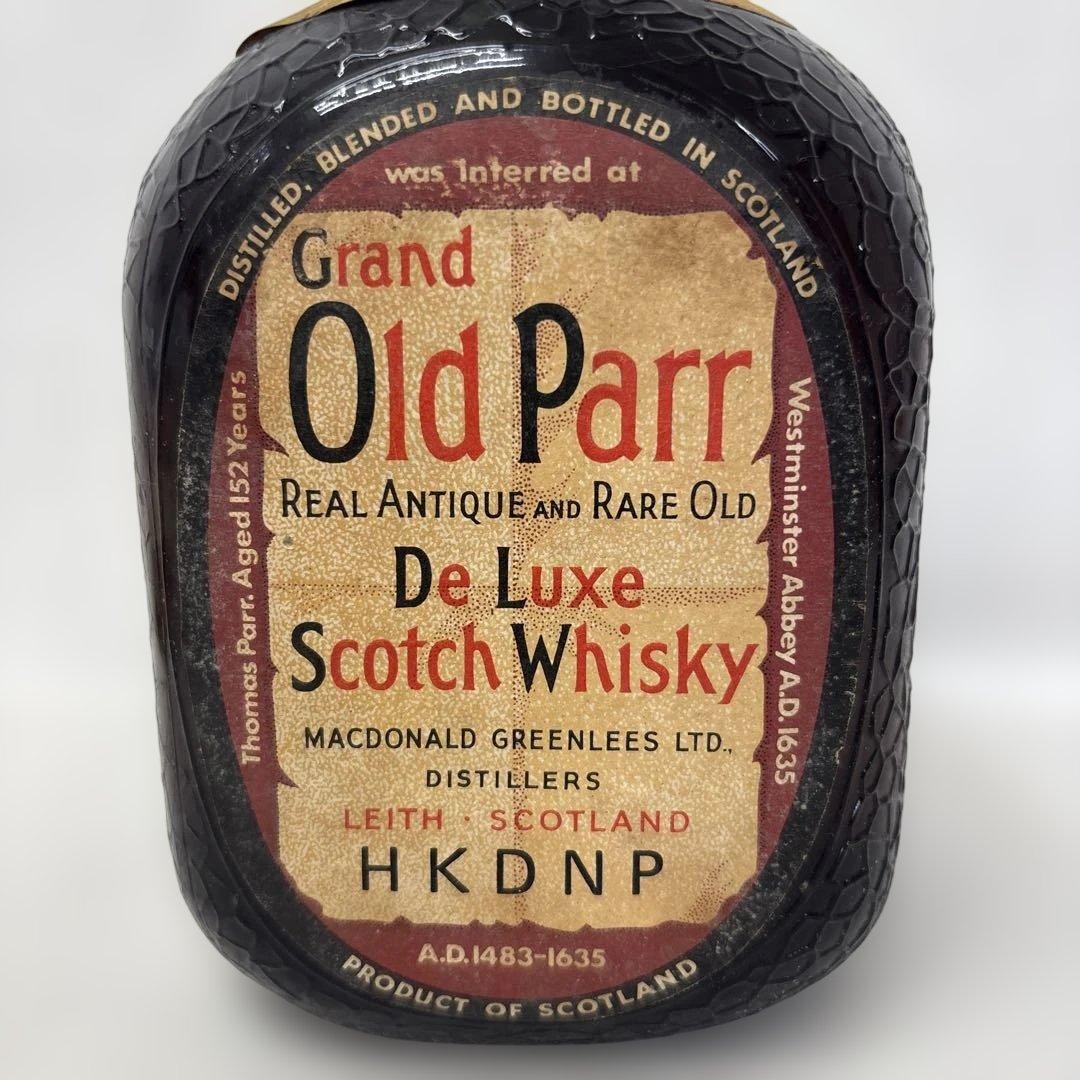 DISTILLED, BLENDED AND BOTTLED IN SCOTLAND
Thomas Parr. Aged 152 Years
was interred at
Westminster Abbey A.D. 1635
Grand
Old Parr
REAL ANTIQUE AND RARE OLD
De Luxe
Scotch Whisky
MACDONALD GREENLEES LTD.,
DISTILLERS
LEITH · SCOTLAND
HKDNP
A.D. 1483-1635
PRODUCT OF SCOTLAND